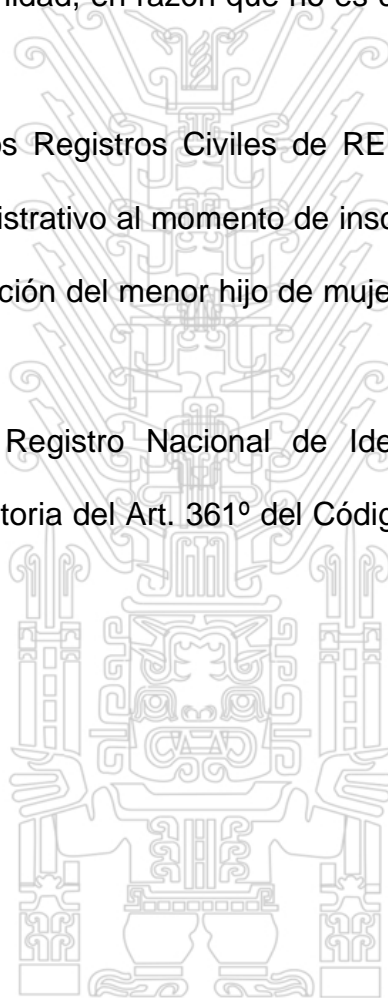 en razón que no es
os Registros Civiles de RE
istrativo al momento de insc
ción del menor hijo de muje
Registro Nacional de Ide
toria del Art. 361º del Códig